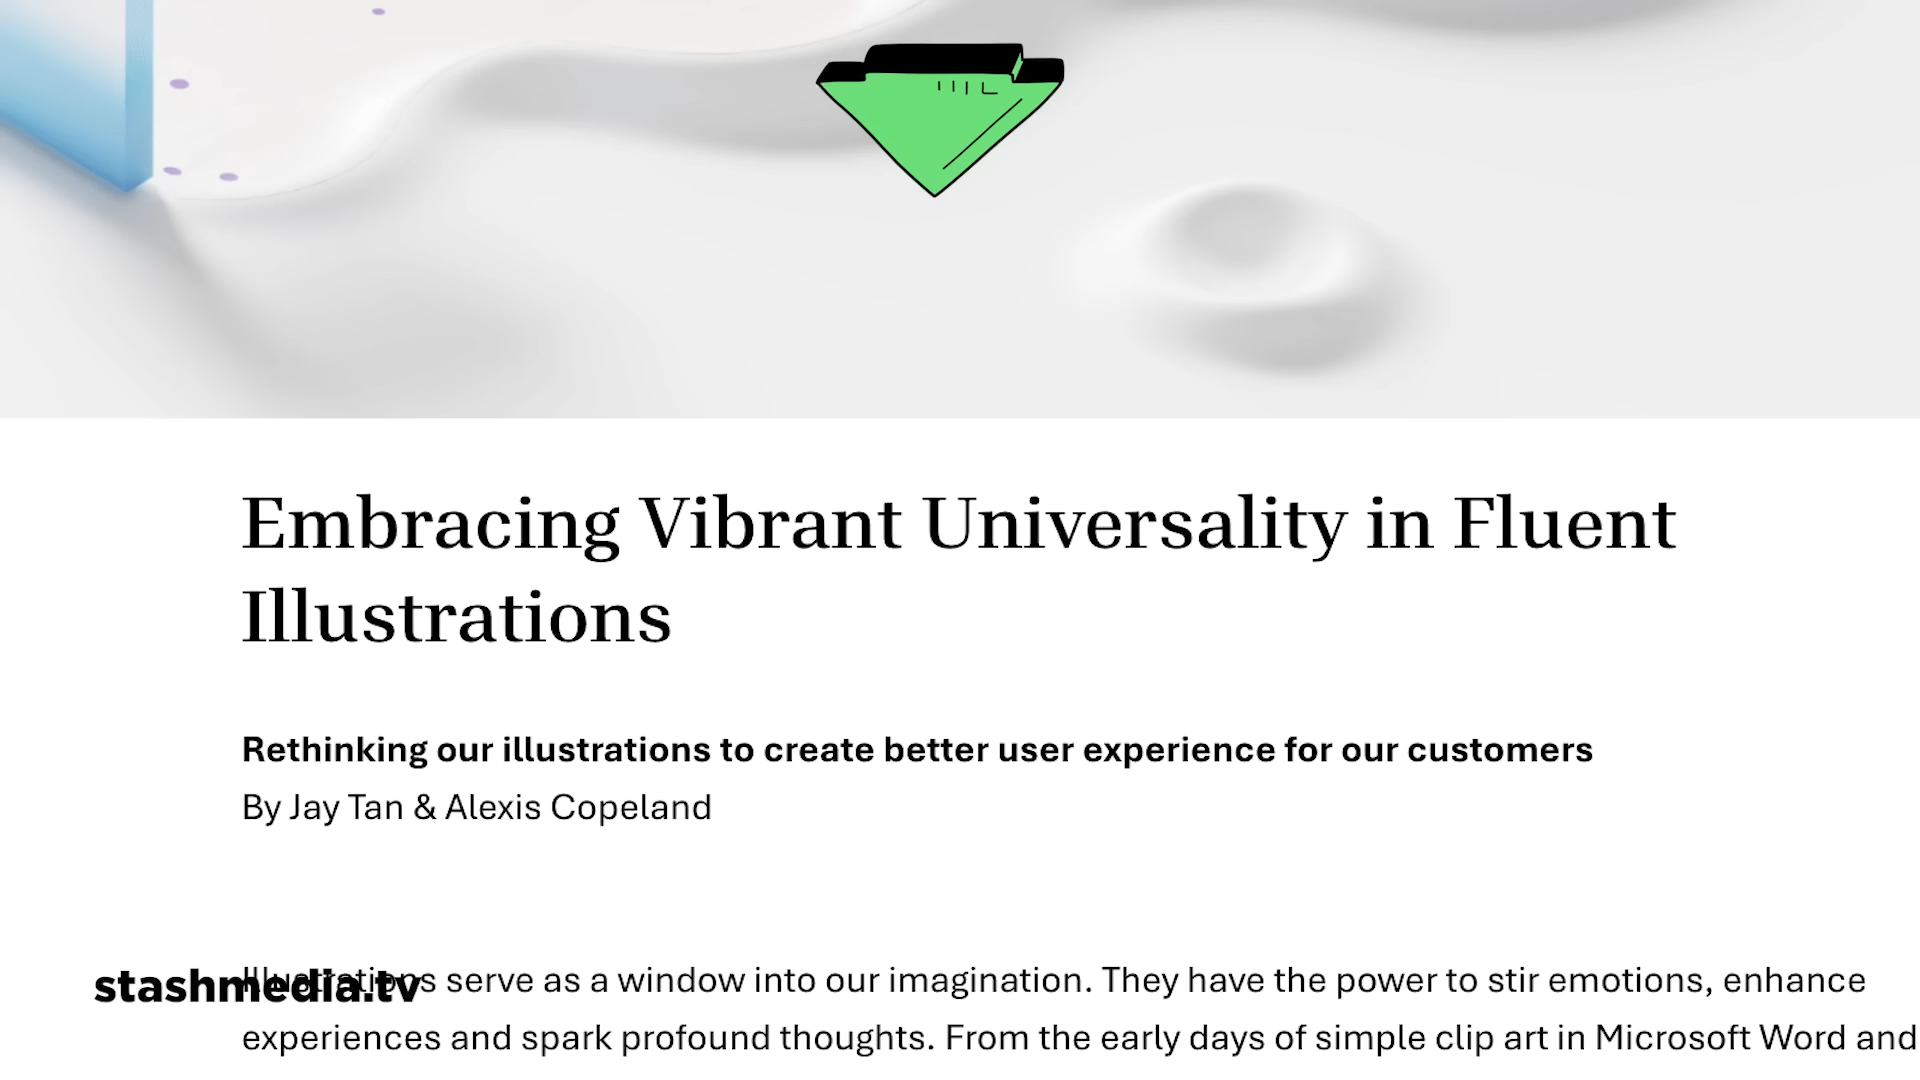 Embracing Vibrant Universality in Fluent
Illustrations
Rethinking our illustrations to create better user experience for our customers
By Jay Tan & Alexis Copeland
stashmedia.tv
Illustrations serve as a window into our imagination. They have the power to stir emotions, enhance
experiences and spark profound thoughts. From the early days of simple clip art in Microsoft Word and